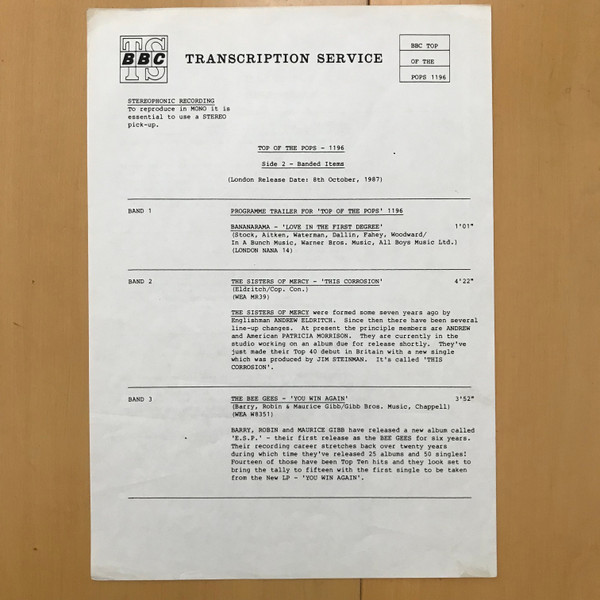 TS
BBC
TRANSCRIPTION SERVICE
BBC TOP
OF THE
POPS 1196
STEREOPHONIC RECORDING
To reproduce in MONO it is
essential to use a STEREO
pick-up.
TOP OF THE POPS - 1196
Side 2 - Banded Items
(London Release Date: 8th October, 1987)
BAND 1 PROGRAMME TRAILER FOR 'TOP OF THE POPS' 1196
BANANARAMA - 'LOVE IN THE FIRST DEGREE' 1'01"
(Stock, Aitken, Waterman, Dallin, Fahey, Woodward/
In A Bunch Music, Warner Bros. Music, All Boys Music Ltd.)
(LONDON NANA 14)
BAND 2 THE SISTERS OF MERCY - 'THIS CORROSION' 4'22"
(Eldritch/Cop. Con.)
(WEA MR39)
THE SISTERS OF MERCY were formed some seven years ago by
Englishman ANDREW ELDRITCH. Since then there have been several
line-up changes. At present the principle members are ANDREW
and American PATRICIA MORRISON. They are currently in the
studio working on an album due for release shortly. They've
just made their Top 40 debut in Britain with a new single
which was produced by JIM STEINMAN. It's called 'THIS
CORROSION'.
BAND 3 THE BEE GEES - 'YOU WIN AGAIN' 3'52"
(Barry, Robin & Maurice Gibb/Gibb Bros. Music, Chappell)
(WEA W8351)
BARRY, ROBIN and MAURICE GIBB have released a new album called
'E.S.P.' - their first release as the BEE GEES for six years.
Their recording career stretches back over twenty years
during which time they've released 25 albums and 50 singles!
Fourteen of those have been Top Ten hits and they look set to
bring the tally to fifteen with the first single to be taken
from the New LP - 'YOU WIN AGAIN'.